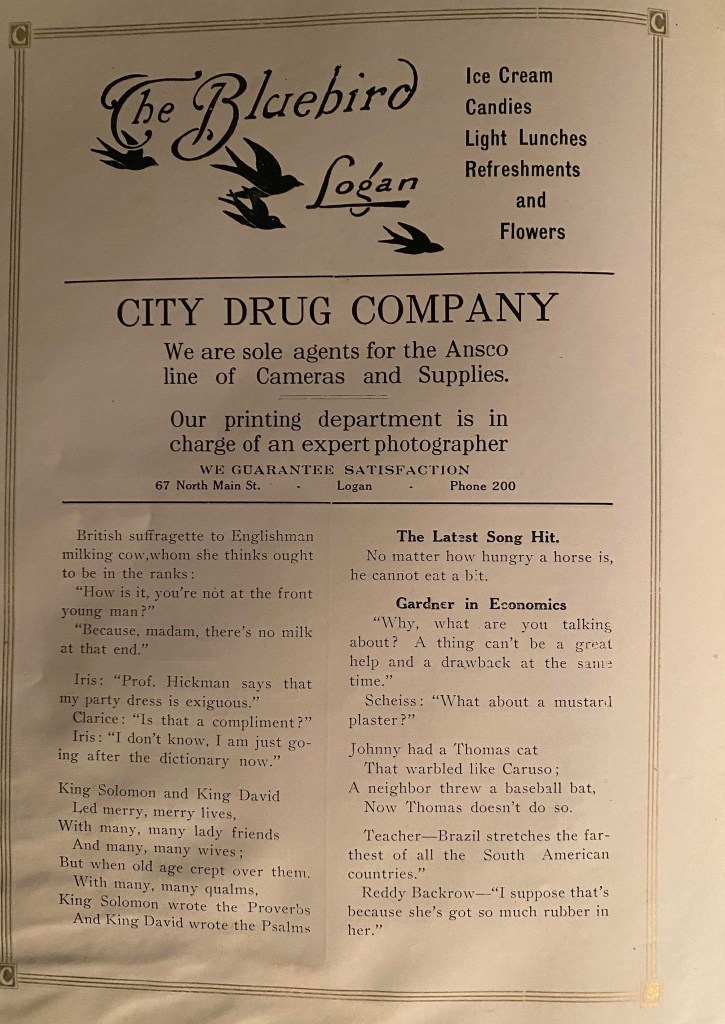 C
C
The Bluebird
Logan
Ice Cream
Candies
Light Lunches
Refreshments
and
Flowers
CITY DRUG COMPANY
We are sole agents for the Ansco
line of Cameras and Supplies.
Our printing department is in
charge of an expert photographer
WE GUARANTEE SATISFACTION
67 North Main St. - Logan - Phone 200
British suffragette to Englishman
milking cow,whom she thinks ought
to be in the ranks:
"How is it, you're not at the front
young man?"
"Because, madam, there's no milk
at that end."
Iris: "Prof. Hickman says that
my party dress is exiguous."
Clarice: "Is that a compliment?"
Iris: "I don't know, I am just go-
ing after the dictionary now."
King Solomon and King David
Led merry, merry lives,
With many, many lady friends
And many, many wives;
But when old age crept over them,
With many, many qualms,
King Solomon wrote the Proverbs
And King David wrote the Psalms
The Latest Song Hit.
No matter how hungry a horse is,
he cannot eat a bit.
Gardner in Economics
"Why, what are you talking
about? A thing can't be a great
help and a drawback at the same
time."
Scheiss: "What about a mustard
plaster?"
Johnny had a Thomas cat
That warbled like Caruso;
A neighbor threw a baseball bat,
Now Thomas doesn't do so.
Teacher—Brazil stretches the far-
thest of all the South American
countries."
Reddy Backrow—"I suppose that's
because she's got so much rubber in
her."
C